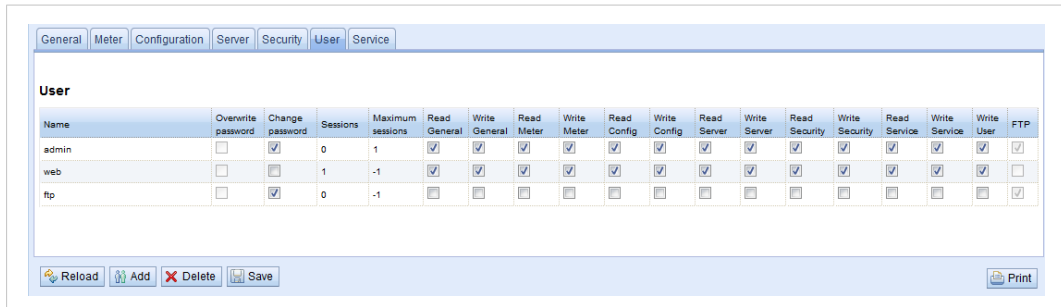 General Meter Configuration Server Security User Service
User
Name Overwrite password Change password Sessions Maximum sessions Read General Write General Read Meter Write Meter Read Config Write Config Read Server Write Server Read Security Write Security Read Service Write Service Write User FTP
admin 0 1
web 1 -1
ftp 0 -1
Reload Add Delete Save Print